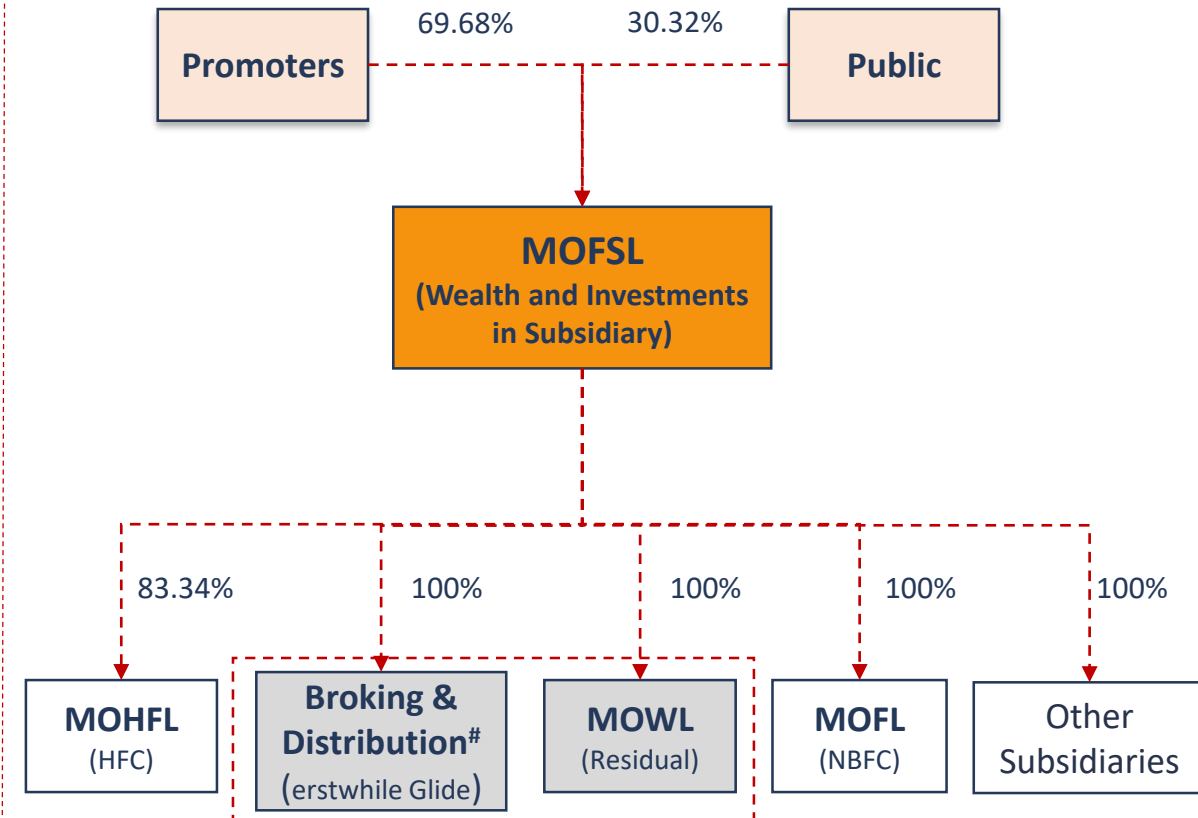 69.68%
30.32%
Promoters
Public
MOFSL
(Wealth and Investments
in Subsidiary)
83.34%
100%
100%
100%
100%
MOHFL
(HFC)
Broking &
Distribution#
(erstwhile Glide)
MOWL
(Residual)
MOFL
(NBFC)
Other
Subsidiaries